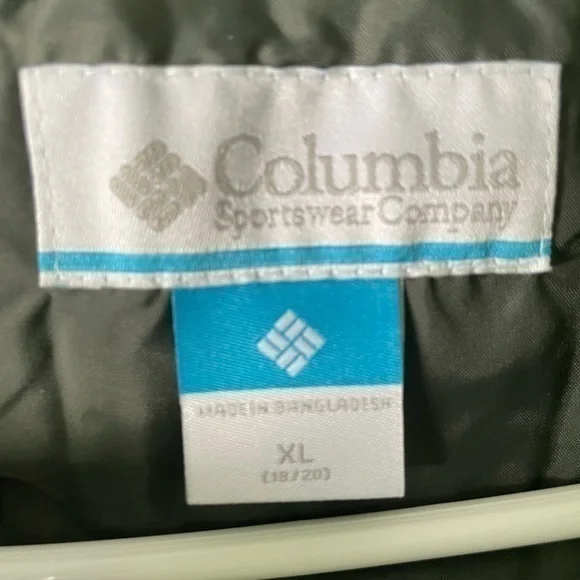 Columbia
Sportswear Company
MADE IN BANGLADESH
XL
(18/20)